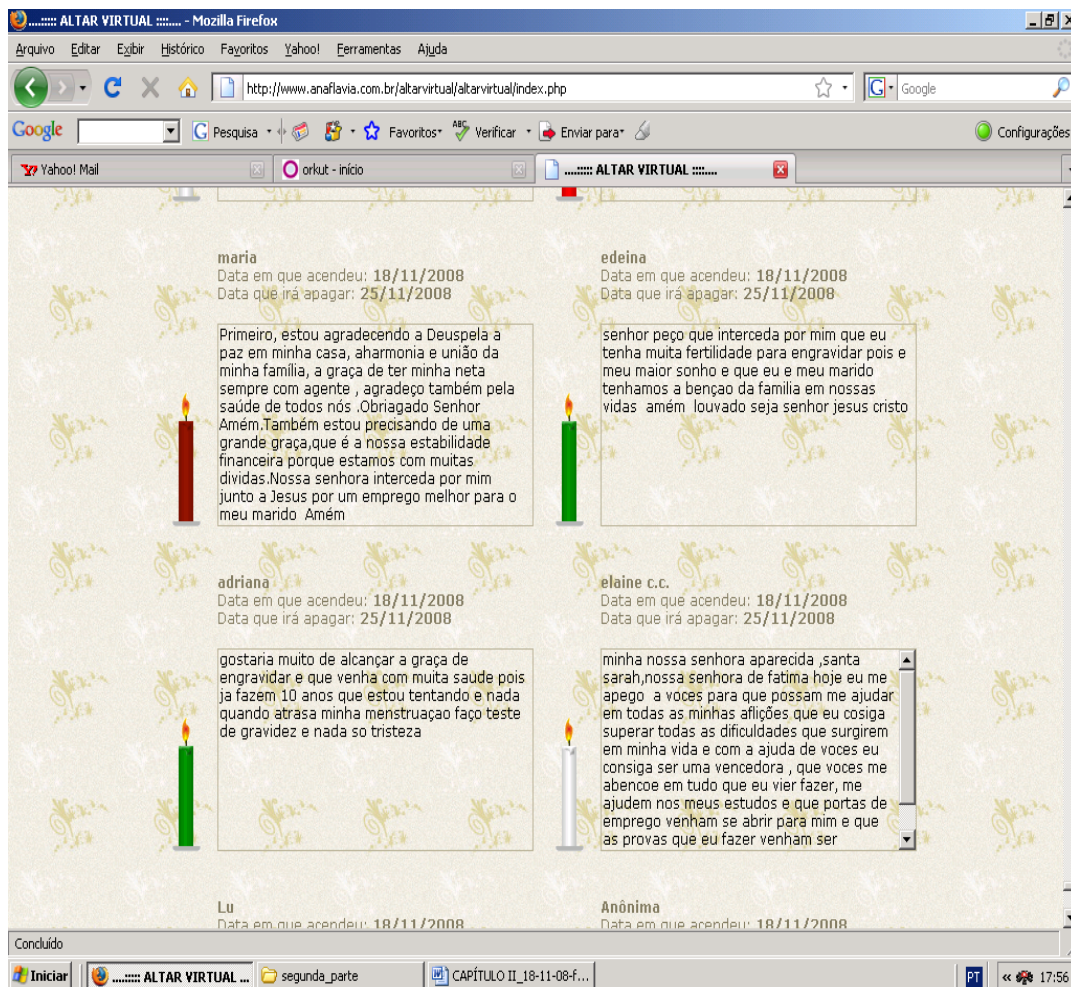 ....::::: ALTAR VIRTUAL ::::.... - Mozilla Firefox
Arquivo Editar Exibir Histórico Favoritos Yahoo! Ferramentas Ajuda
http://www.anaflavia.com.br/altarvirtual/altarvirtual/index.php
G Google
Google G Pesquisa Favoritos ABC Verificar Enviar para Configurações
Yahoo! Mail
orkut - início
....::::: ALTAR VIRTUAL ::::....
maria
Data em que acendeu: 18/11/2008
Data que irá apagar: 25/11/2008
Primeiro, estou agradecendo a Deuspela a
paz em minha casa, aharmonia e união da
minha família, a graça de ter minha neta
sempre com agente , agradeço também pela
saúde de todos nós .Obriagado Senhor
Amém.Também estou precisando de uma
grande graça,que é a nossa estabilidade
financeira porque estamos com muitas
dividas.Nossa senhora interceda por mim
junto a Jesus por um emprego melhor para o
meu marido  Amém
edeina
Data em que acendeu: 18/11/2008
Data que irá apagar: 25/11/2008
senhor peço que interceda por mim que eu
tenha muita fertilidade para engravidar pois e
meu maior sonho e que eu e meu marido
tenhamos a bençao da familia em nossas
vidas  amém  louvado seja senhor jesus cristo
adriana
Data em que acendeu: 18/11/2008
Data que irá apagar: 25/11/2008
gostaria muito de alcançar a graça de
engravidar e que venha com muita saude pois
ja fazem 10 anos que estou tentando e nada
quando atrasa minha menstruaçao faço teste
de gravidez e nada so tristeza
elaine c.c.
Data em que acendeu: 18/11/2008
Data que irá apagar: 25/11/2008
minha nossa senhora aparecida ,santa
sarah,nossa senhora de fatima hoje eu me
apego  a voces para que possam me ajudar
em todas as minhas aflições que eu cosiga
superar todas as dificuldades que surgirem
em minha vida e com a ajuda de voces eu
consiga ser uma vencedora , que voces me
abencoe em tudo que eu vier fazer, me
ajudem nos meus estudos e que portas de
emprego venham se abrir para mim e que
as provas que eu fazer venham ser
Lu
Data em que acendeu: 18/11/2008
Anônima
Data em que acendeu: 18/11/2008
Concluído
Iniciar
....::::: ALTAR VIRTUAL ...
segunda_parte
CAPÍTULO II_18-11-08-f...
PT
17:56